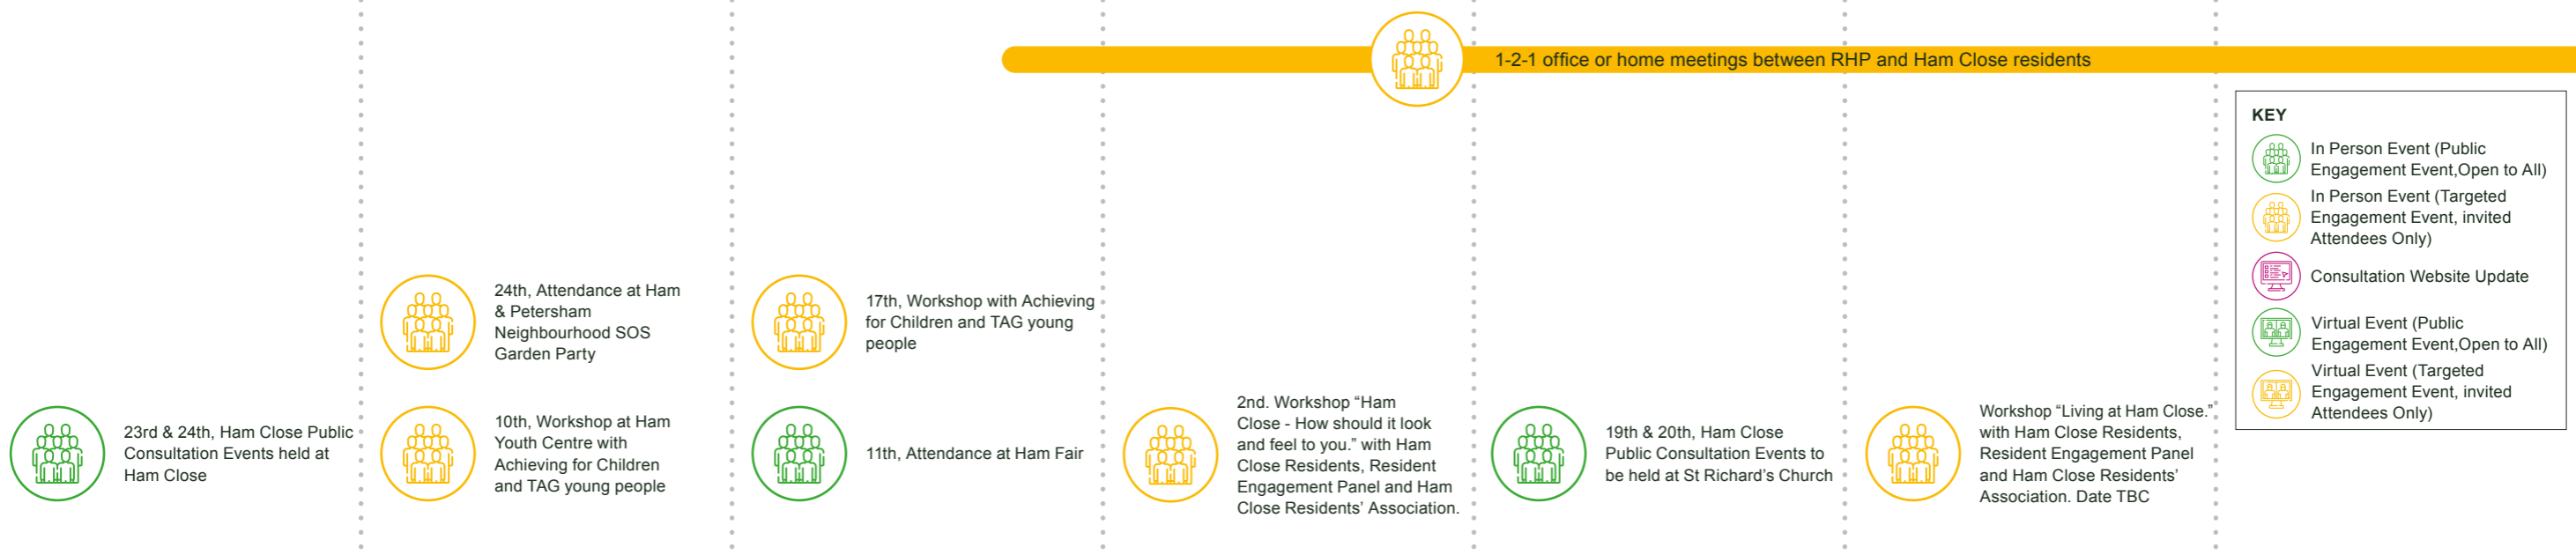 1-2-1 office or home meetings between RHP and Ham Close residents
23rd & 24th, Ham Close Public
Consultation Events held at
Ham Close
24th, Attendance at Ham
& Petersham
Neighbourhood SOS
Garden Party
10th, Workshop at Ham
Youth Centre with
Achieving for Children
and TAG young people
17th, Workshop with Achieving
for Children and TAG young
people
11th, Attendance at Ham Fair
2nd. Workshop “Ham
Close - How should it look
and feel to you.” with Ham
Close Residents, Resident
Engagement Panel and Ham
Close Residents’ Association.
19th & 20th, Ham Close
Public Consultation Events to
be held at St Richard’s Church
Workshop “Living at Ham Close.”
with Ham Close Residents,
Resident Engagement Panel
and Ham Close Residents’
Association. Date TBC
KEY
In Person Event (Public
Engagement Event,Open to All)
In Person Event (Targeted
Engagement Event, invited
Attendees Only)
Consultation Website Update
Virtual Event (Public
Engagement Event,Open to All)
Virtual Event (Targeted
Engagement Event, invited
Attendees Only)